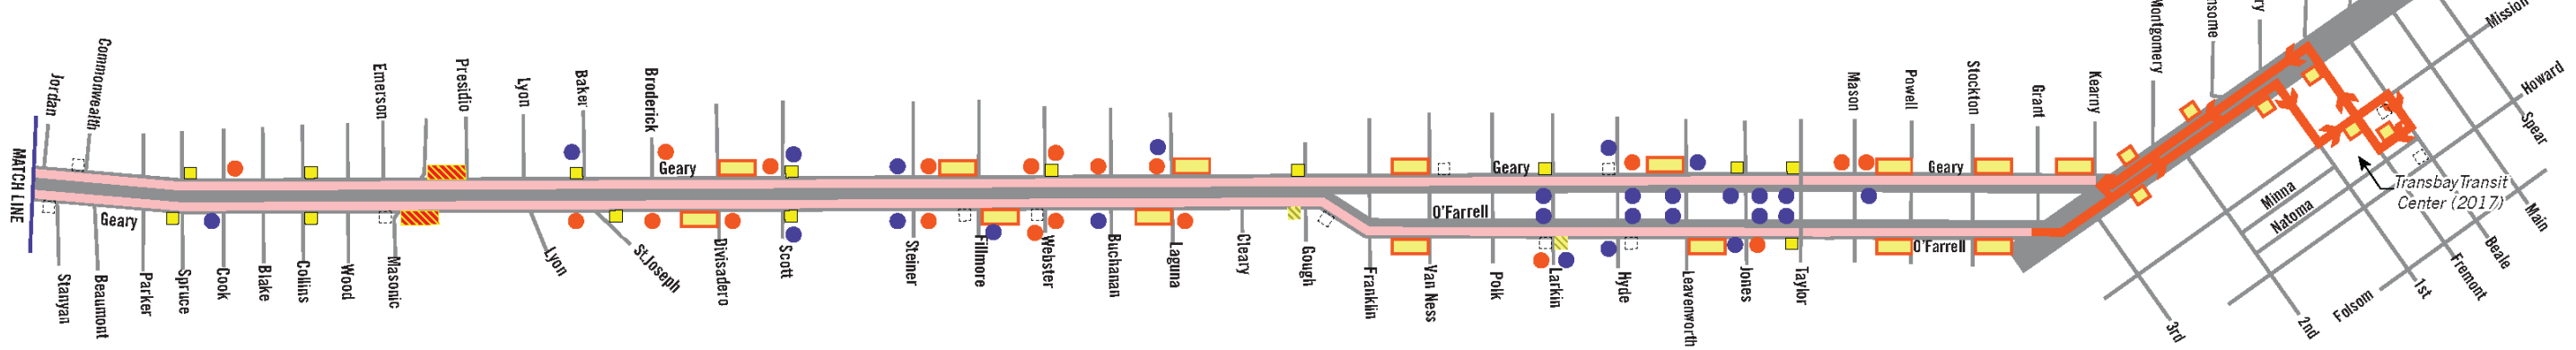 MATCH LINE
Jordan
Commonwealth
Emerson
Presidio
Lyon
Baker
Broderick
Geary
Geary
Mason
Powell
Geary
Stockton
Grant
Kearny
Montgomery
Mission
Howard
Spear
Main
Beale
Fremont
1st
Folsom
2nd
3rd
Minna
Natoma
Transbay Transit
Center (2017)
Geary
O'Farrell
O'Farrell
Stanyan
Beaumont
Parker
Spruce
Cook
Blake
Collins
Wood
Masonic
Lyon
St.Joseph
Divisadero
Scott
Steiner
Fillmore
Webster
Buchanan
Laguna
Cleary
Gough
Franklin
Van Ness
Polk
Larkin
Hyde
Leavenworth
Jones
Taylor